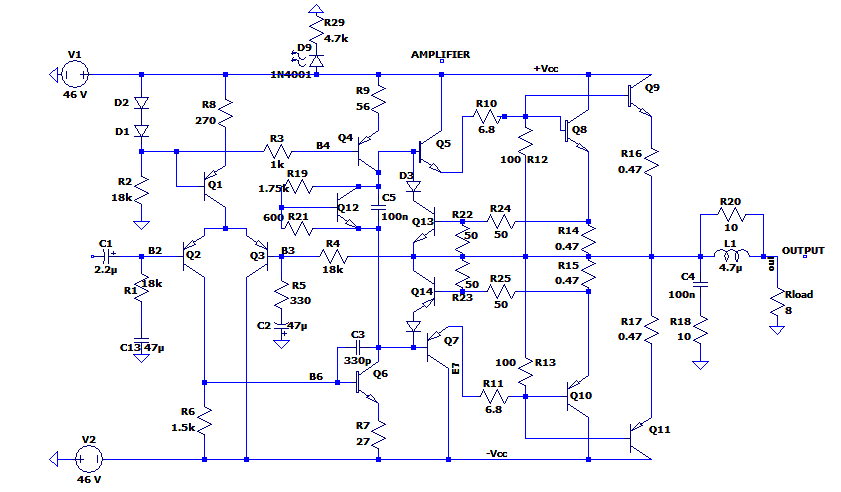 R29
4.7k
D9
1N4001
AMPLIFIER
V1
46 V
+Vcc
Q9
D2
D1
R8
270
R9
56
R10
6.8
Q8
R3
1k
B4
Q4
Q5
100 R12
R16
0.47
R2
18k
Q1
R19
1.75k
D3
Q12
C5
100n
600 R21
Q13
R22
50
R24
50
R14
0.47
R20
10
C1
+
2.2µ
B2
Q2
Q3
B3
R4
18k
L1
4.7µ
OUTPUT
out
R15
0.47
R1
18k
R5
330
Q14
50
R23
R25
50
C4
100n
Rload
8
C2 47µ
+
C13 47µ
C3
330p
Q7
E7
R18
10
R17
0.47
100 R13
B6
Q6
R11
6.8
Q10
R6
1.5k
R7
27
Q11
V2
46 V
-Vcc